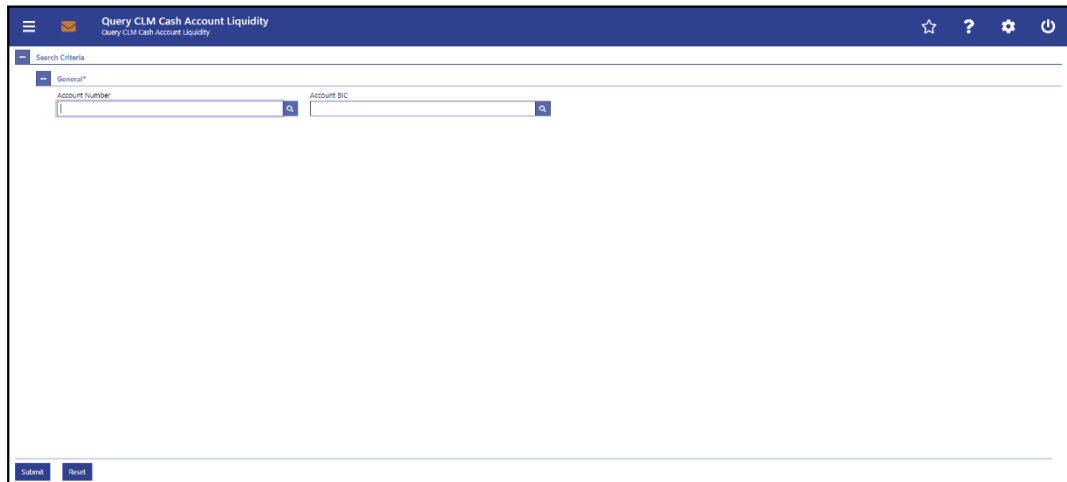 Query CLM Cash Account Liquidity
Query CLM Cash Account Liquidity
Search Criteria
General*
Account Number Account BIC
Submit Reset